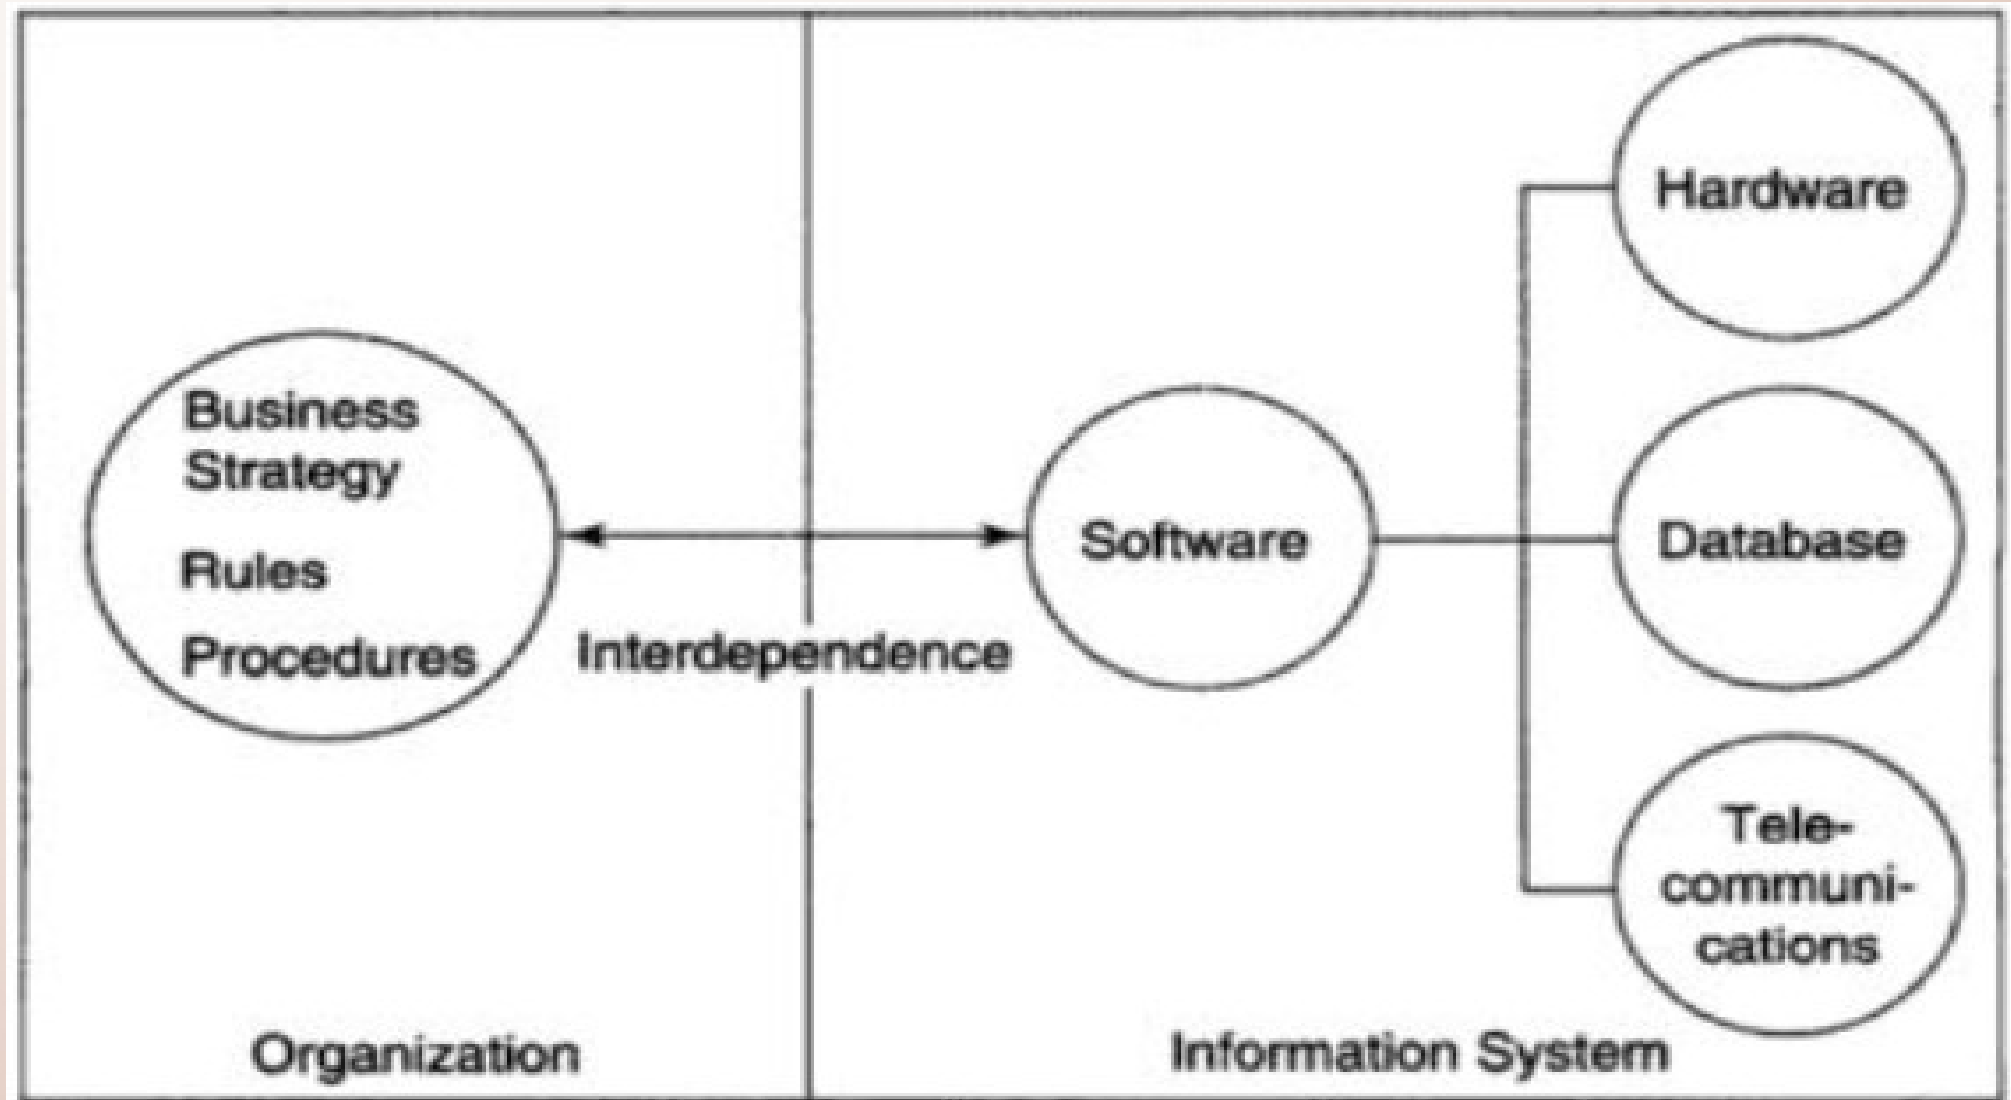 Business
Strategy
Rules
Procedures
Interdependence
Organization
Software
Hardware
Database
Tele-
communi-
cations
Information System